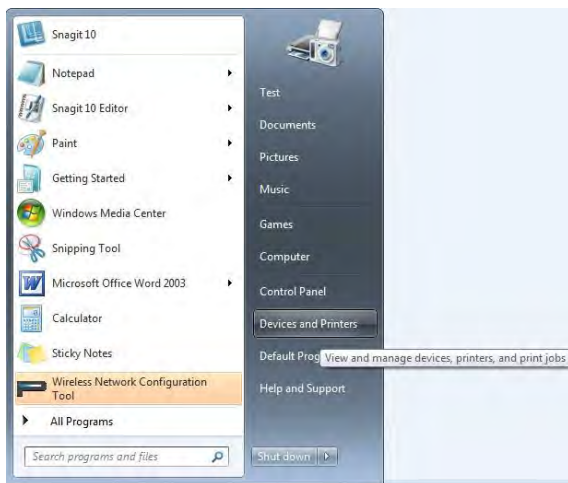 Snagit 10
Notepad
Snagit 10 Editor
Paint
Getting Started
Windows Media Center
Snipping Tool
Microsoft Office Word 2003
Calculator
Sticky Notes
Wireless Network Configuration
Tool
All Programs
Search programs and files
Test
Documents
Pictures
Music
Games
Computer
Control Panel
Devices and Printers
Default Prog
View and manage devices, printers, and print jobs
Help and Support
Shut down